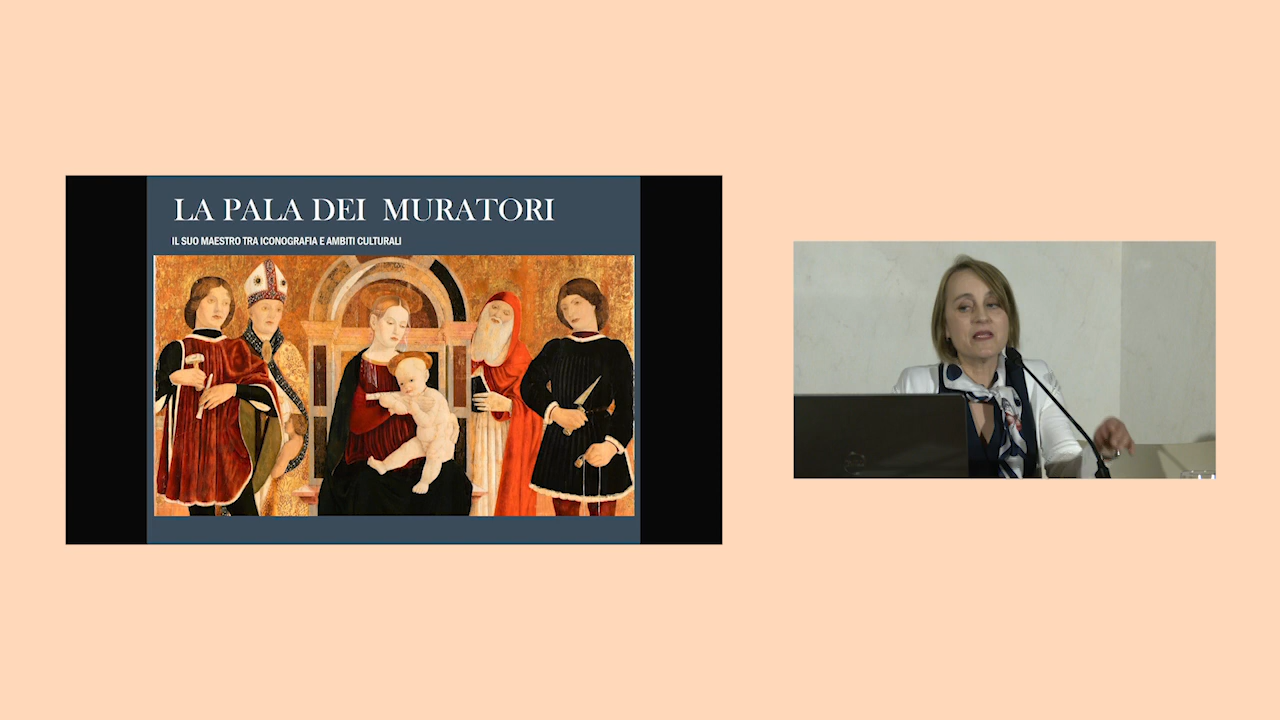 LA PALA DEI MURATORI
IL SUO MAESTRO TRA ICONOGRAFIA E AMBITI CULTURALI